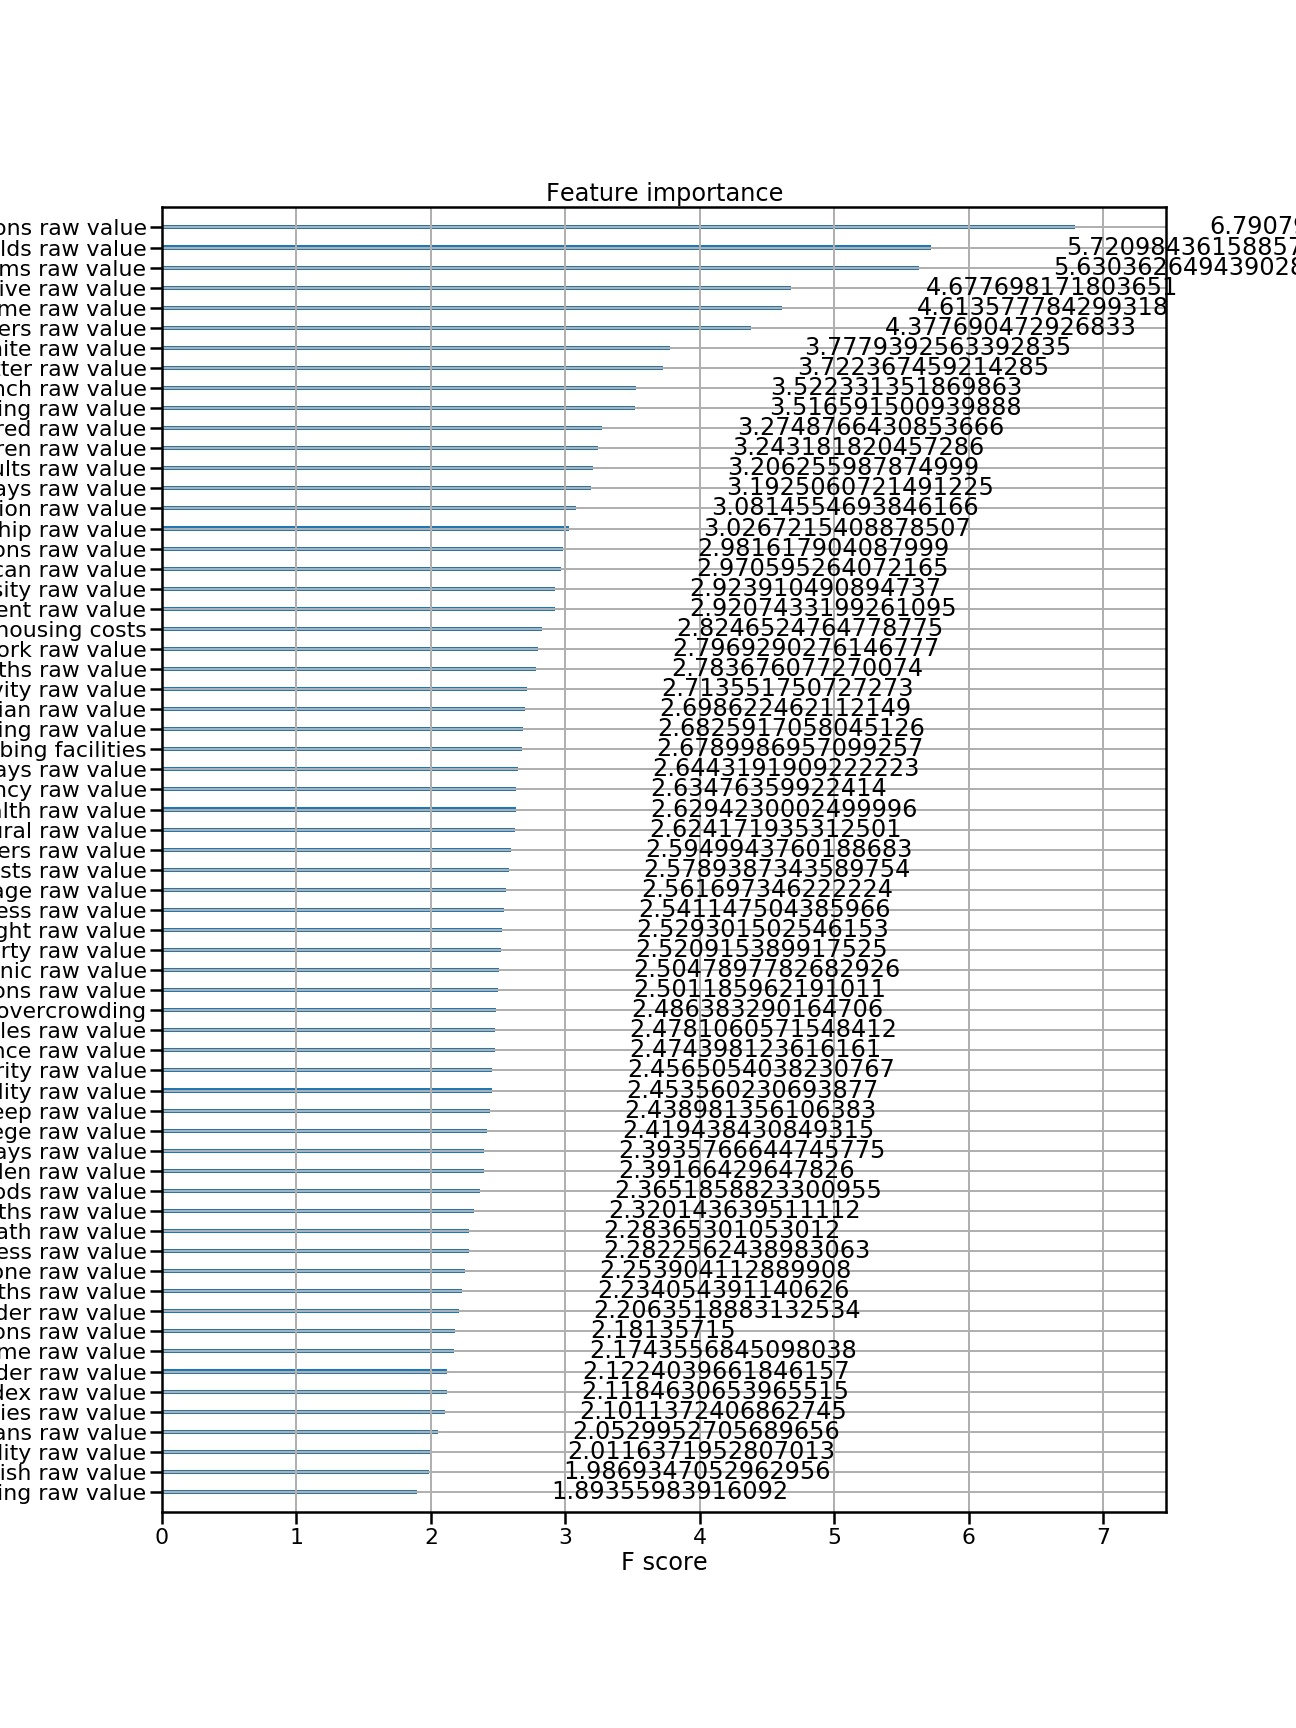 Feature importance
ons raw value 6.79079
lds raw value 5.72098436158857
ms raw value 5.630362649439028
ive raw value 4.677698171803651
me raw value 4.613577784299318
ers raw value 4.377690472926833
ite raw value 3.7779392563392835
tter raw value 3.722367459214285
nch raw value 3.522331351869863
ing raw value 3.516591500939888
red raw value 3.2748766430853666
ren raw value 3.243181820457286
ults raw value 3.206255987874999
ays raw value 3.1925060721491225
ion raw value 3.0814554693846166
hip raw value 3.0267215408878507
ons raw value 2.981617904087999
can raw value 2.970595264072165
sity raw value 2.923910490894737
ent raw value 2.9207433199261095
housing costs 2.8246524764778775
ork raw value 2.7969290276146777
ths raw value 2.783676077270074
vity raw value 2.713551750727273
ian raw value 2.698622462112149
ing raw value 2.6825917058045126
bing facilities 2.6789986957099257
ays raw value 2.6443191909222223
ncy raw value 2.63476359922414
alth raw value 2.6294230002499996
ural raw value 2.624171935312501
ers raw value 2.5949943760188683
sts raw value 2.5789387343589754
age raw value 2.561697346222224
ess raw value 2.541147504385966
ght raw value 2.529301502546153
rty raw value 2.520915389917525
nic raw value 2.5047897782682926
ons raw value 2.501185962191011
overcrowding 2.486383290164706
les raw value 2.4781060571548412
nce raw value 2.474398123616161
rity raw value 2.4565054038230767
lity raw value 2.453560230693877
eep raw value 2.438981356106383
ege raw value 2.419438430849315
ays raw value 2.3935766644745775
den raw value 2.39166429647826
ods raw value 2.3651858823300955
ths raw value 2.320143639511112
ath raw value 2.28365301053012
ess raw value 2.2822562438983063
one raw value 2.253904112889908
ths raw value 2.234054391140626
der raw value 2.2063518883132534
ons raw value 2.18135715
me raw value 2.1743556845098038
der raw value 2.1224039661846157
dex raw value 2.1184630653965515
ies raw value 2.1011372406862745
ans raw value 2.0529952705689656
lity raw value 2.0116371952807013
ish raw value 1.9869347052962956
ing raw value 1.89355983916092
0 1 2 3 4 5 6 7
F score